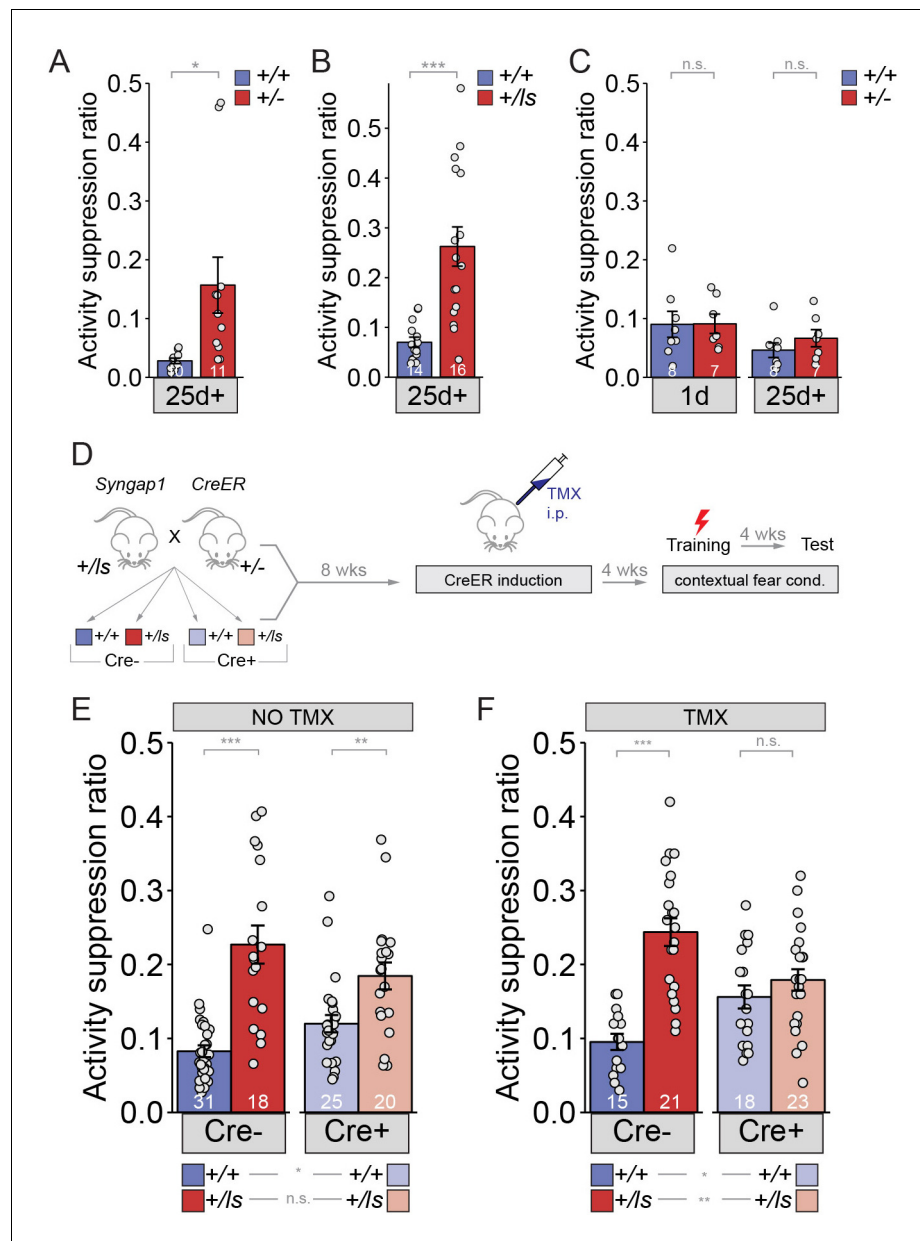 A
*
+/+
+/-
Activity suppression ratio
0.5
0.4
0.3
0.2
0.1
0.0
10
11
25d+
B
***
+/+
+/ls
Activity suppression ratio
0.5
0.4
0.3
0.2
0.1
0.0
14
16
25d+
C
n.s.
n.s.
+/+
+/-
Activity suppression ratio
0.5
0.4
0.3
0.2
0.1
0.0
8
7
8
7
1d
25d+
D
Syngap1
CreER
X
+/ls
+/-
+/+
+/ls
+/+
+/ls
Cre-
Cre+
8 wks
TMX
i.p.
CreER induction
4 wks
Training
4 wks
Test
contextual fear cond.
E
NO TMX
***
**
Activity suppression ratio
0.5
0.4
0.3
0.2
0.1
0.0
31
18
25
20
Cre-
Cre+
+/+ * +/+
+/ls n.s. +/ls
F
TMX
***
n.s.
Activity suppression ratio
0.5
0.4
0.3
0.2
0.1
0.0
15
21
18
23
Cre-
Cre+
+/+ * +/+
+/ls ** +/ls